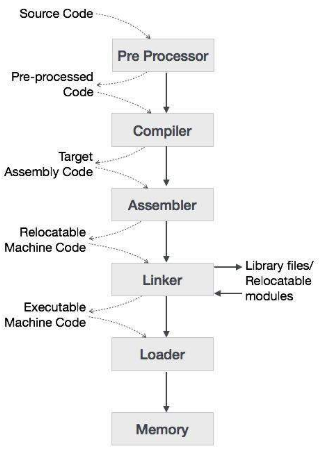 Source Code
Pre Processor
Pre-processed
Code
Compiler
Target
Assembly Code
Assembler
Relocatable
Machine Code
Linker
Library files/
Relocatable
modules
Executable
Machine Code
Loader
Memory